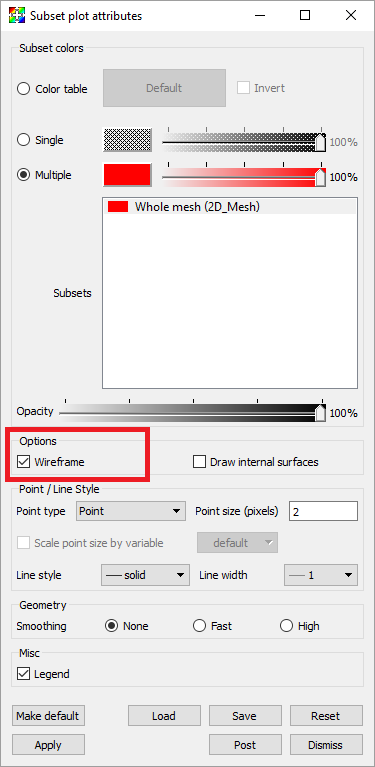 Subset plot attributes
Subset colors
Color table Default Invert
Single 100%
Multiple 100%
Whole mesh (2D_Mesh)
Subsets
Opacity 100%
Options
Wireframe Draw internal surfaces
Point / Line Style
Point type Point Point size (pixels) 2
Scale point size by variable default
Line style solid Line width 1
Geometry
Smoothing None Fast High
Misc
Legend
Make default Load Save Reset
Apply Post Dismiss